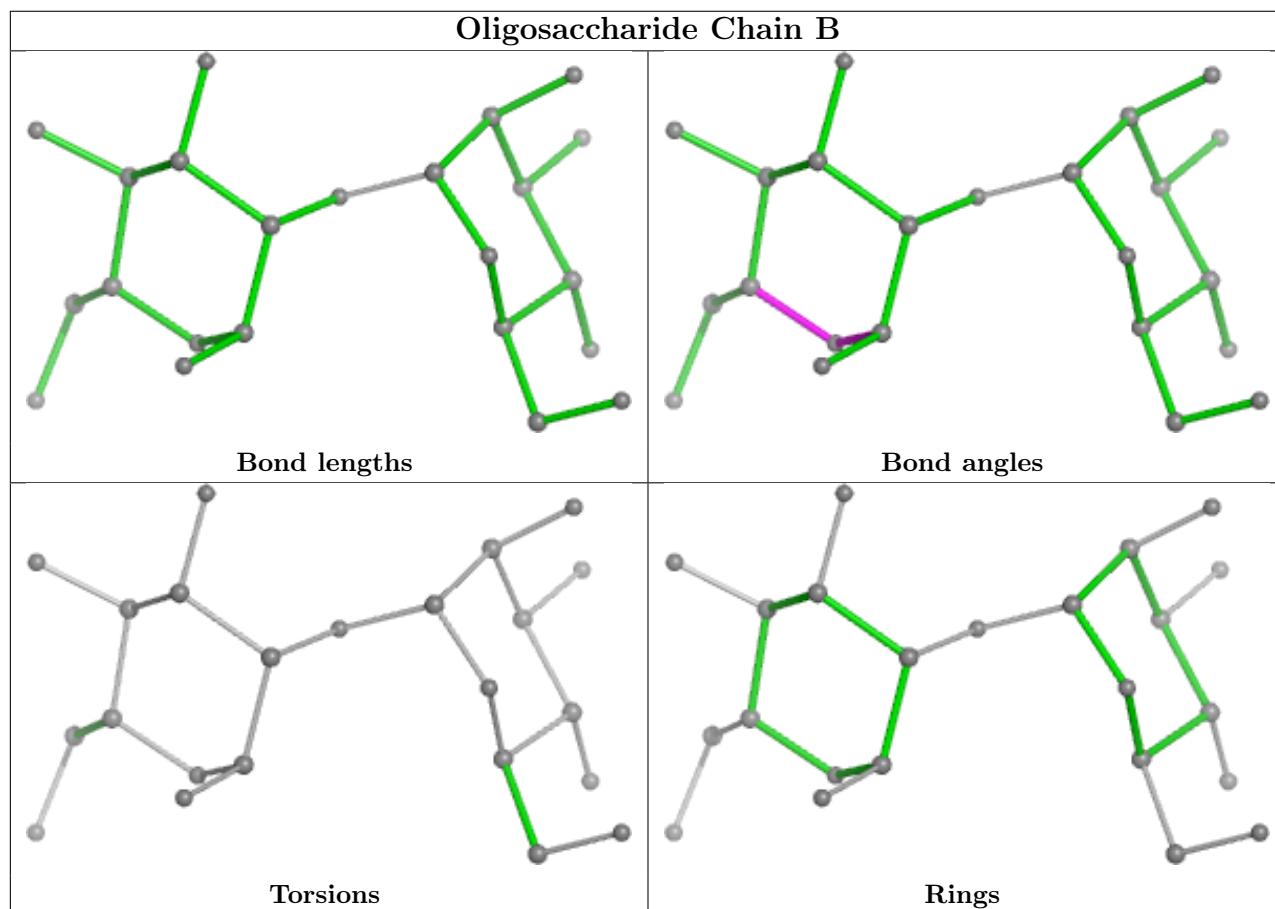 Oligosaccharide Chain B
Bond lengths
Bond angles
Torsions
Rings